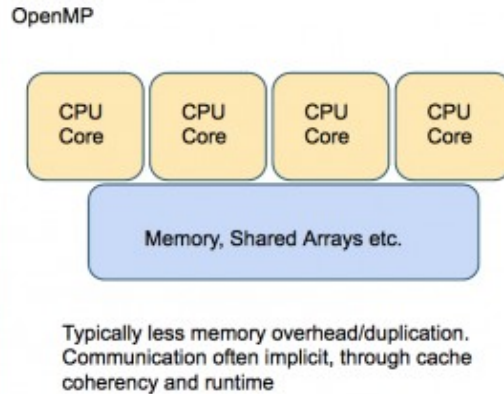 OpenMP
CPU CPU CPU CPU
Core Core Core Core
Memory, Shared Arrays etc.
Typically less memory overhead/duplication.
Communication often implicit, through cache
coherency and runtime